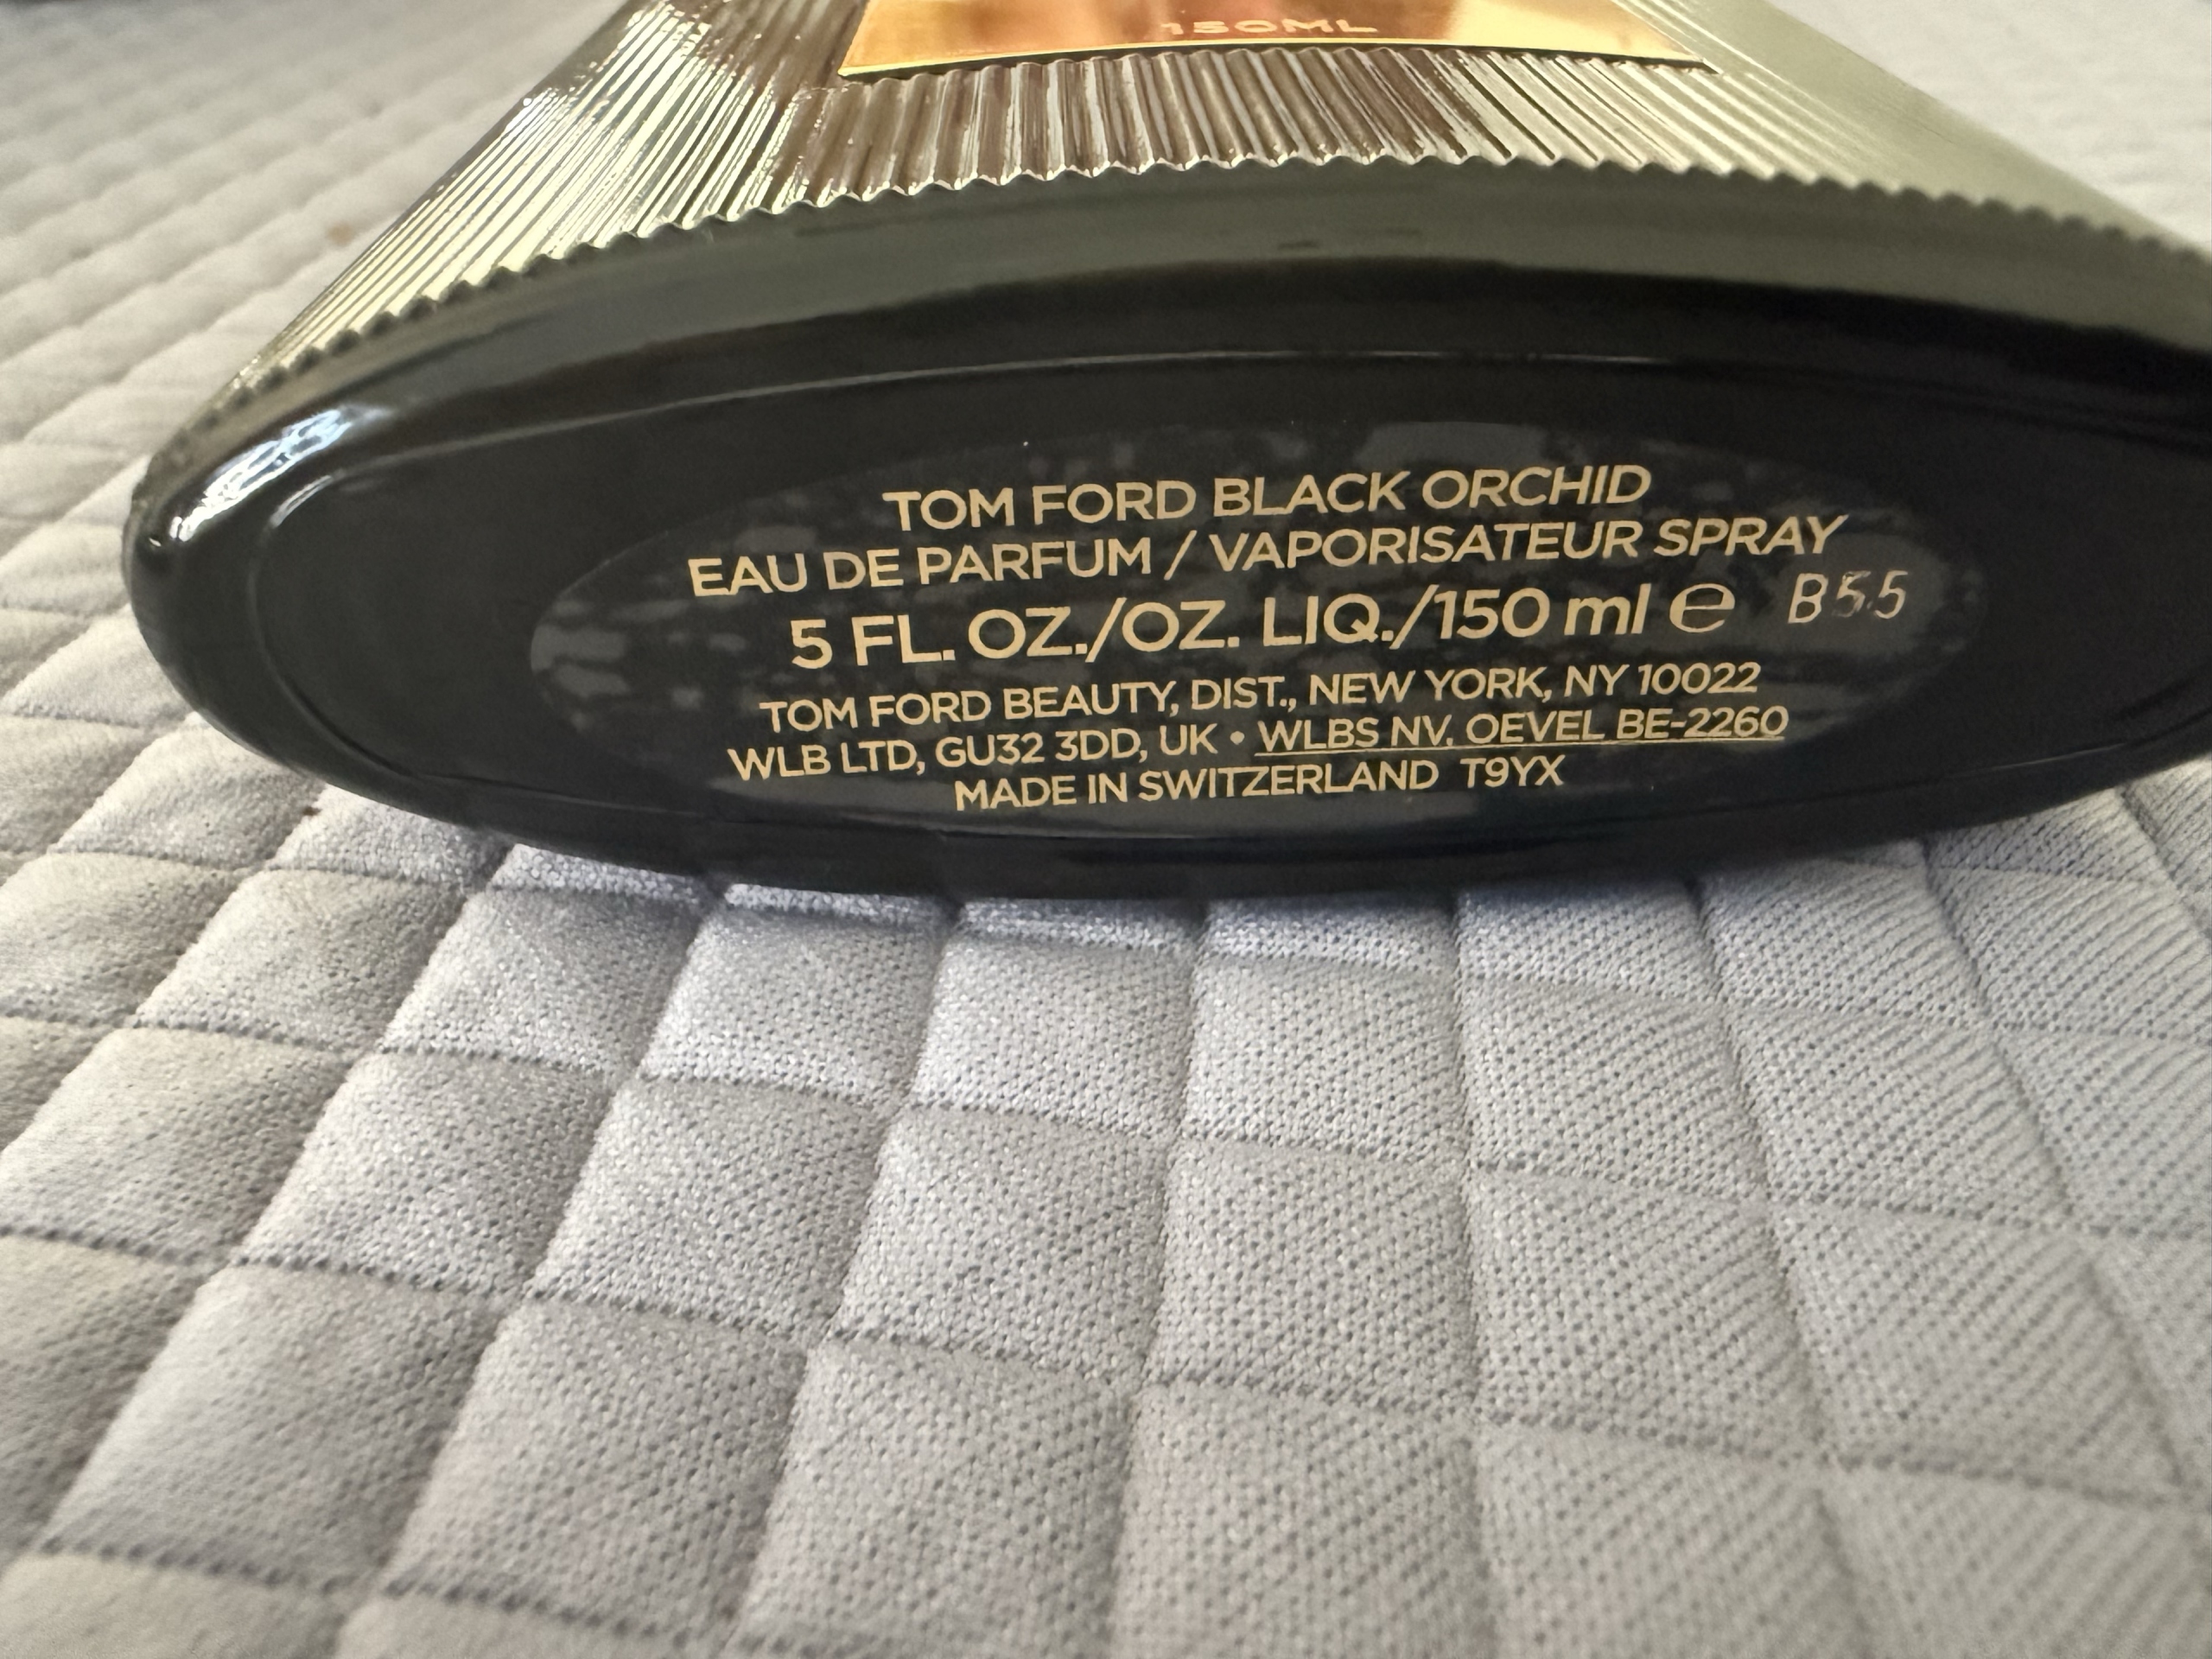 150ML
TOM FORD BLACK ORCHID
EAU DE PARFUM / VAPORISATEUR SPRAY
5 FL. OZ./OZ. LIQ./150 ml ℮ B55
TOM FORD BEAUTY, DIST., NEW YORK, NY 10022
WLB LTD, GU32 3DD, UK • WLBS NV. OEVEL BE-2260
MADE IN SWITZERLAND T9YX